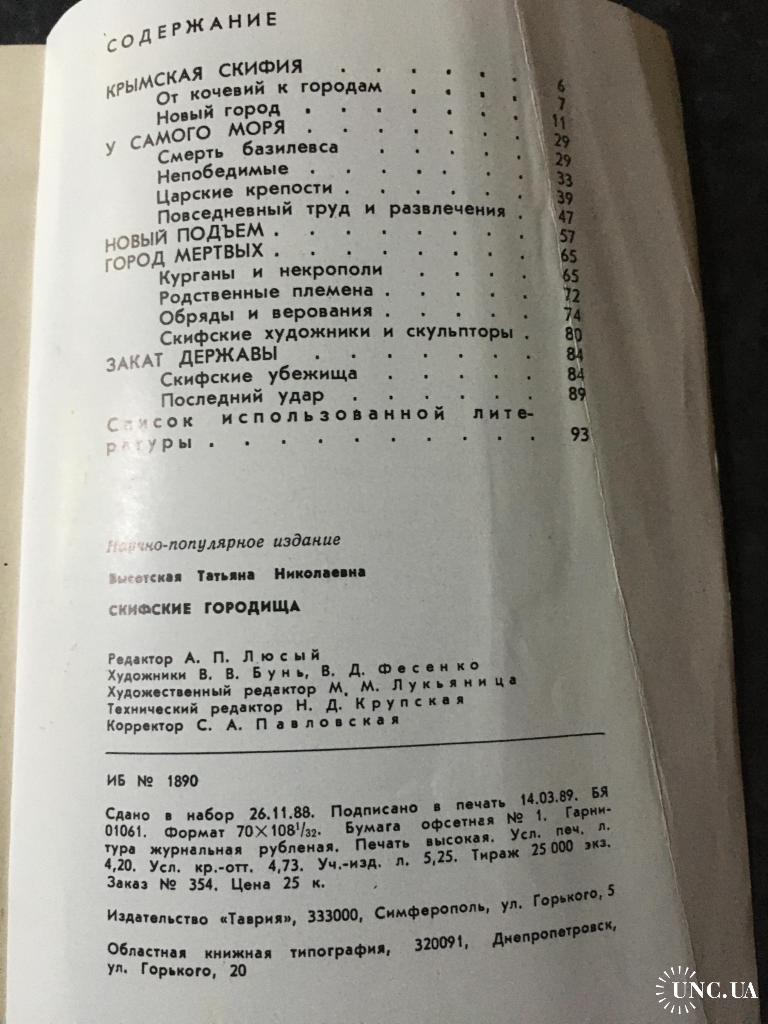 СОДЕРЖАНИЕ
КРЫМСКАЯ СКИФИЯ . . . . . . 6
От кочевий к городам . . . . 7
Новый город . . . . . . . 11
У САМОГО МОРЯ . . . . . . . 29
Смерть базилевса . . . . . 29
Непобедимые . . . . . . . 33
Царские крепости . . . . . . 39
Повседневный труд и развлечения . 47
НОВЫЙ ПОДЪЕМ . . . . . . . . 57
ГОРОД МЕРТВЫХ . . . . . . . . 65
Курганы и некрополи . . . . 65
Родственные племена . . . . . 72
Обряды и верования . . . . . 74
Скифские художники и скульпторы . 80
ЗАКАТ ДЕРЖАВЫ . . . . . . . 84
Скифские убежища . . . . . 84
Последний удар . . . . . . 89
Список использованной лите-
ратуры . . . . . . . . . . 93
Научно-популярное издание
Высотская Татьяна Николаевна
СКИФСКИЕ ГОРОДИЩА
Редактор А. П. Люсый
Художники В. В. Бунь, В. Д. Фесенко
Художественный редактор М. М. Лукьяница
Технический редактор Н. Д. Крупская
Корректор С. А. Павловская
ИБ № 1890
Сдано в набор 26.11.88. Подписано в печать 14.03.89. БЯ
01061. Формат 70×108¹/₃₂. Бумага офсетная № 1. Гарни-
тура журнальная рубленая. Печать высокая. Усл. печ. л.
4,20. Усл. кр.-отт. 4,73. Уч.-изд. л. 5,25. Тираж 25 000 экз.
Заказ № 354. Цена 25 к.
Издательство «Таврия», 333000, Симферополь, ул. Горького, 5
Областная книжная типография, 320091, Днепропетровск,
ул. Горького, 20
UNC.UA